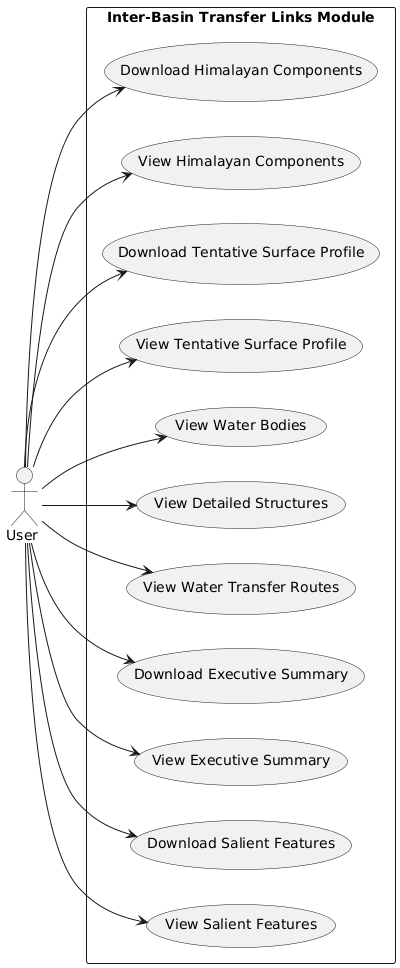 Inter-Basin Transfer Links Module
Download Himalayan Components
View Himalayan Components
Download Tentative Surface Profile
View Tentative Surface Profile
View Water Bodies
View Detailed Structures
User
View Water Transfer Routes
Download Executive Summary
View Executive Summary
Download Salient Features
View Salient Features